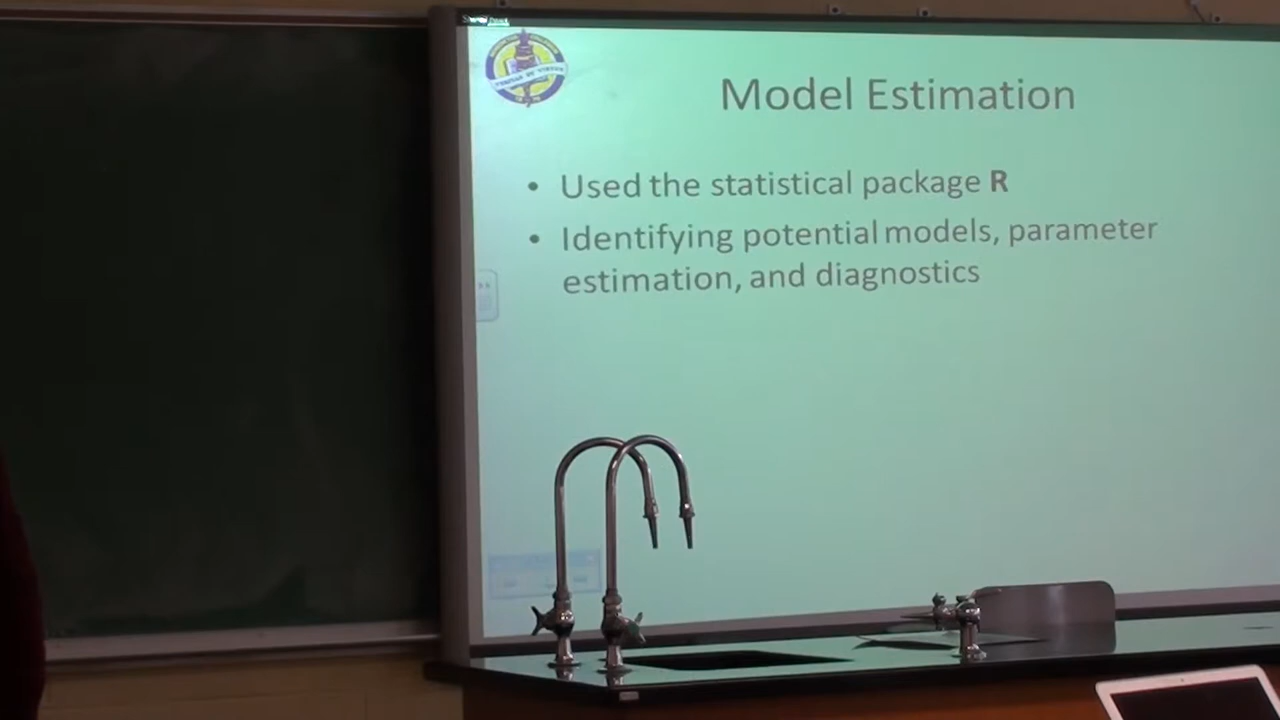 Model Estimation
• Used the statistical package R
• Identifying potential models, parameter
estimation, and diagnostics